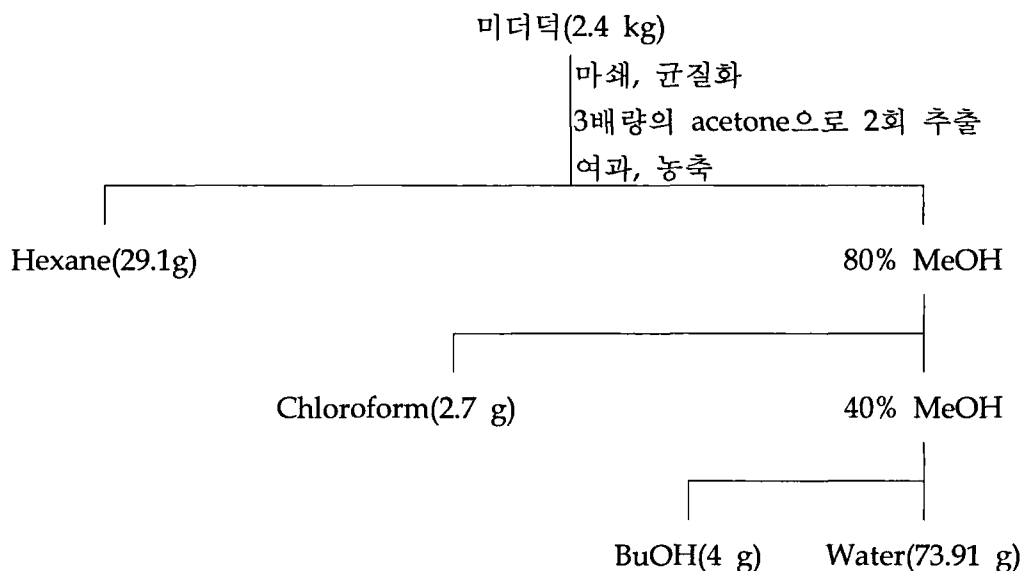 미더덕(2.4 kg)
마쇄, 균질화
3배량의 acetone으로 2회 추출
여과, 농축
Hexane(29.1g)
80% MeOH
Chloroform(2.7 g)
40% MeOH
BuOH(4 g)
Water(73.91 g)